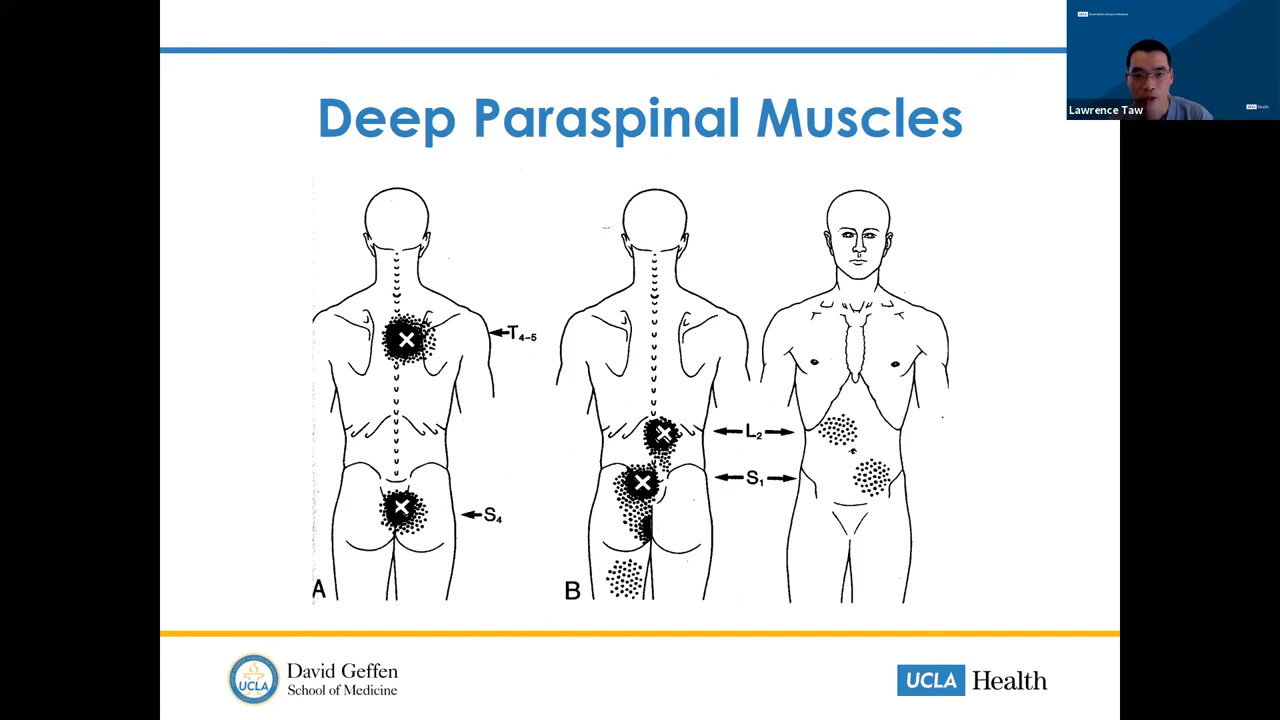 Deep Paraspinal Muscles
Lawrence Taw
T4-5
L2
S1
S4
A
B
UCLA
David Geffen
School of Medicine
UCLA Health